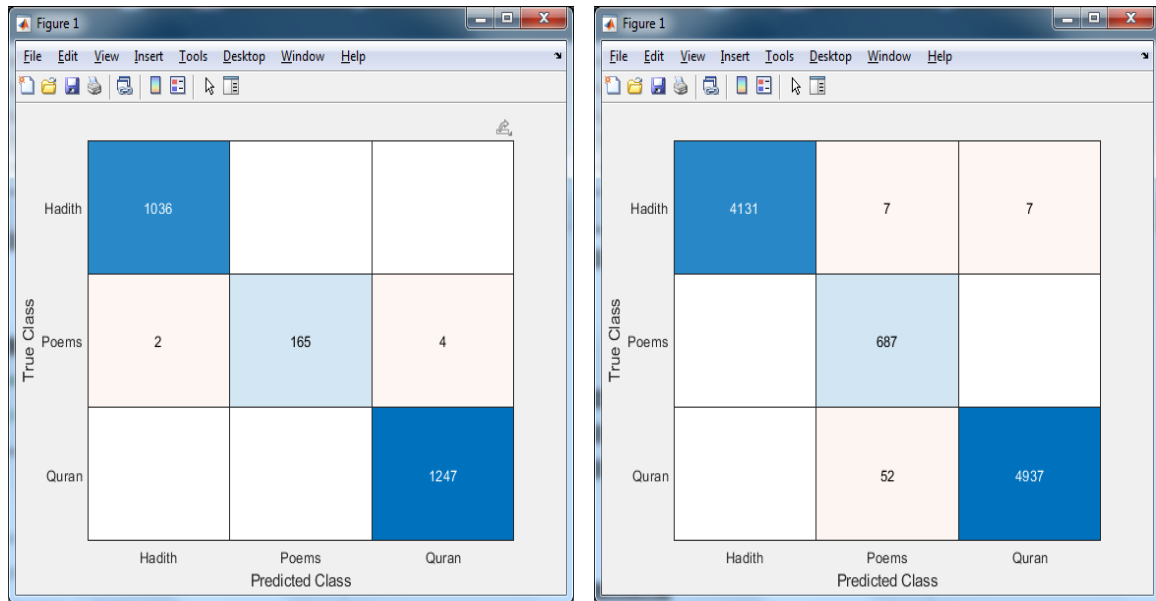 Figure 1
File Edit View Insert Tools Desktop Window Help
True Class
Hadith 1036
Poems 2 165 4
Quran 1247
Hadith Poems Quran
Predicted Class
Figure 1
File Edit View Insert Tools Desktop Window Help
True Class
Hadith 4131 7 7
Poems 687
Quran 52 4937
Hadith Poems Quran
Predicted Class